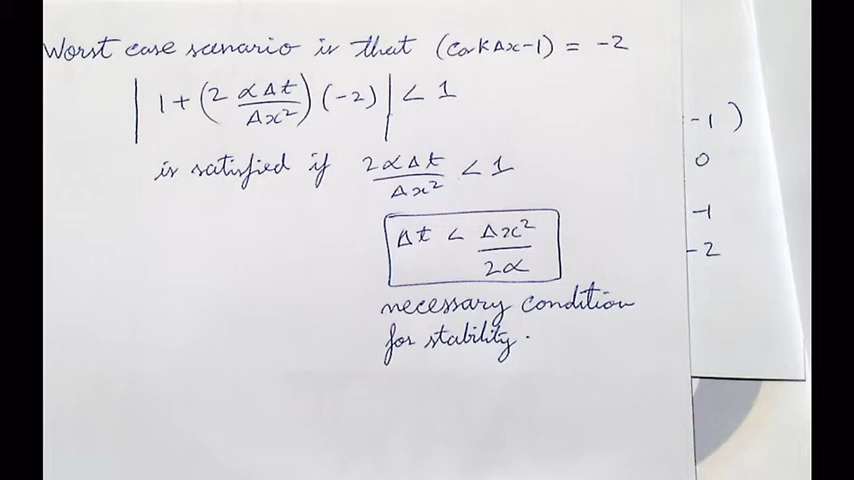 Worst case scenario is that (Cos kΔx-1) = -2
| 1 + (2 αΔt/Δx²) (-2) | < 1
is satisfied if 2αΔt/Δx² < 1
Δt < Δx²/2α
necessary condition
for stability.
-1 )
0
-1
-2